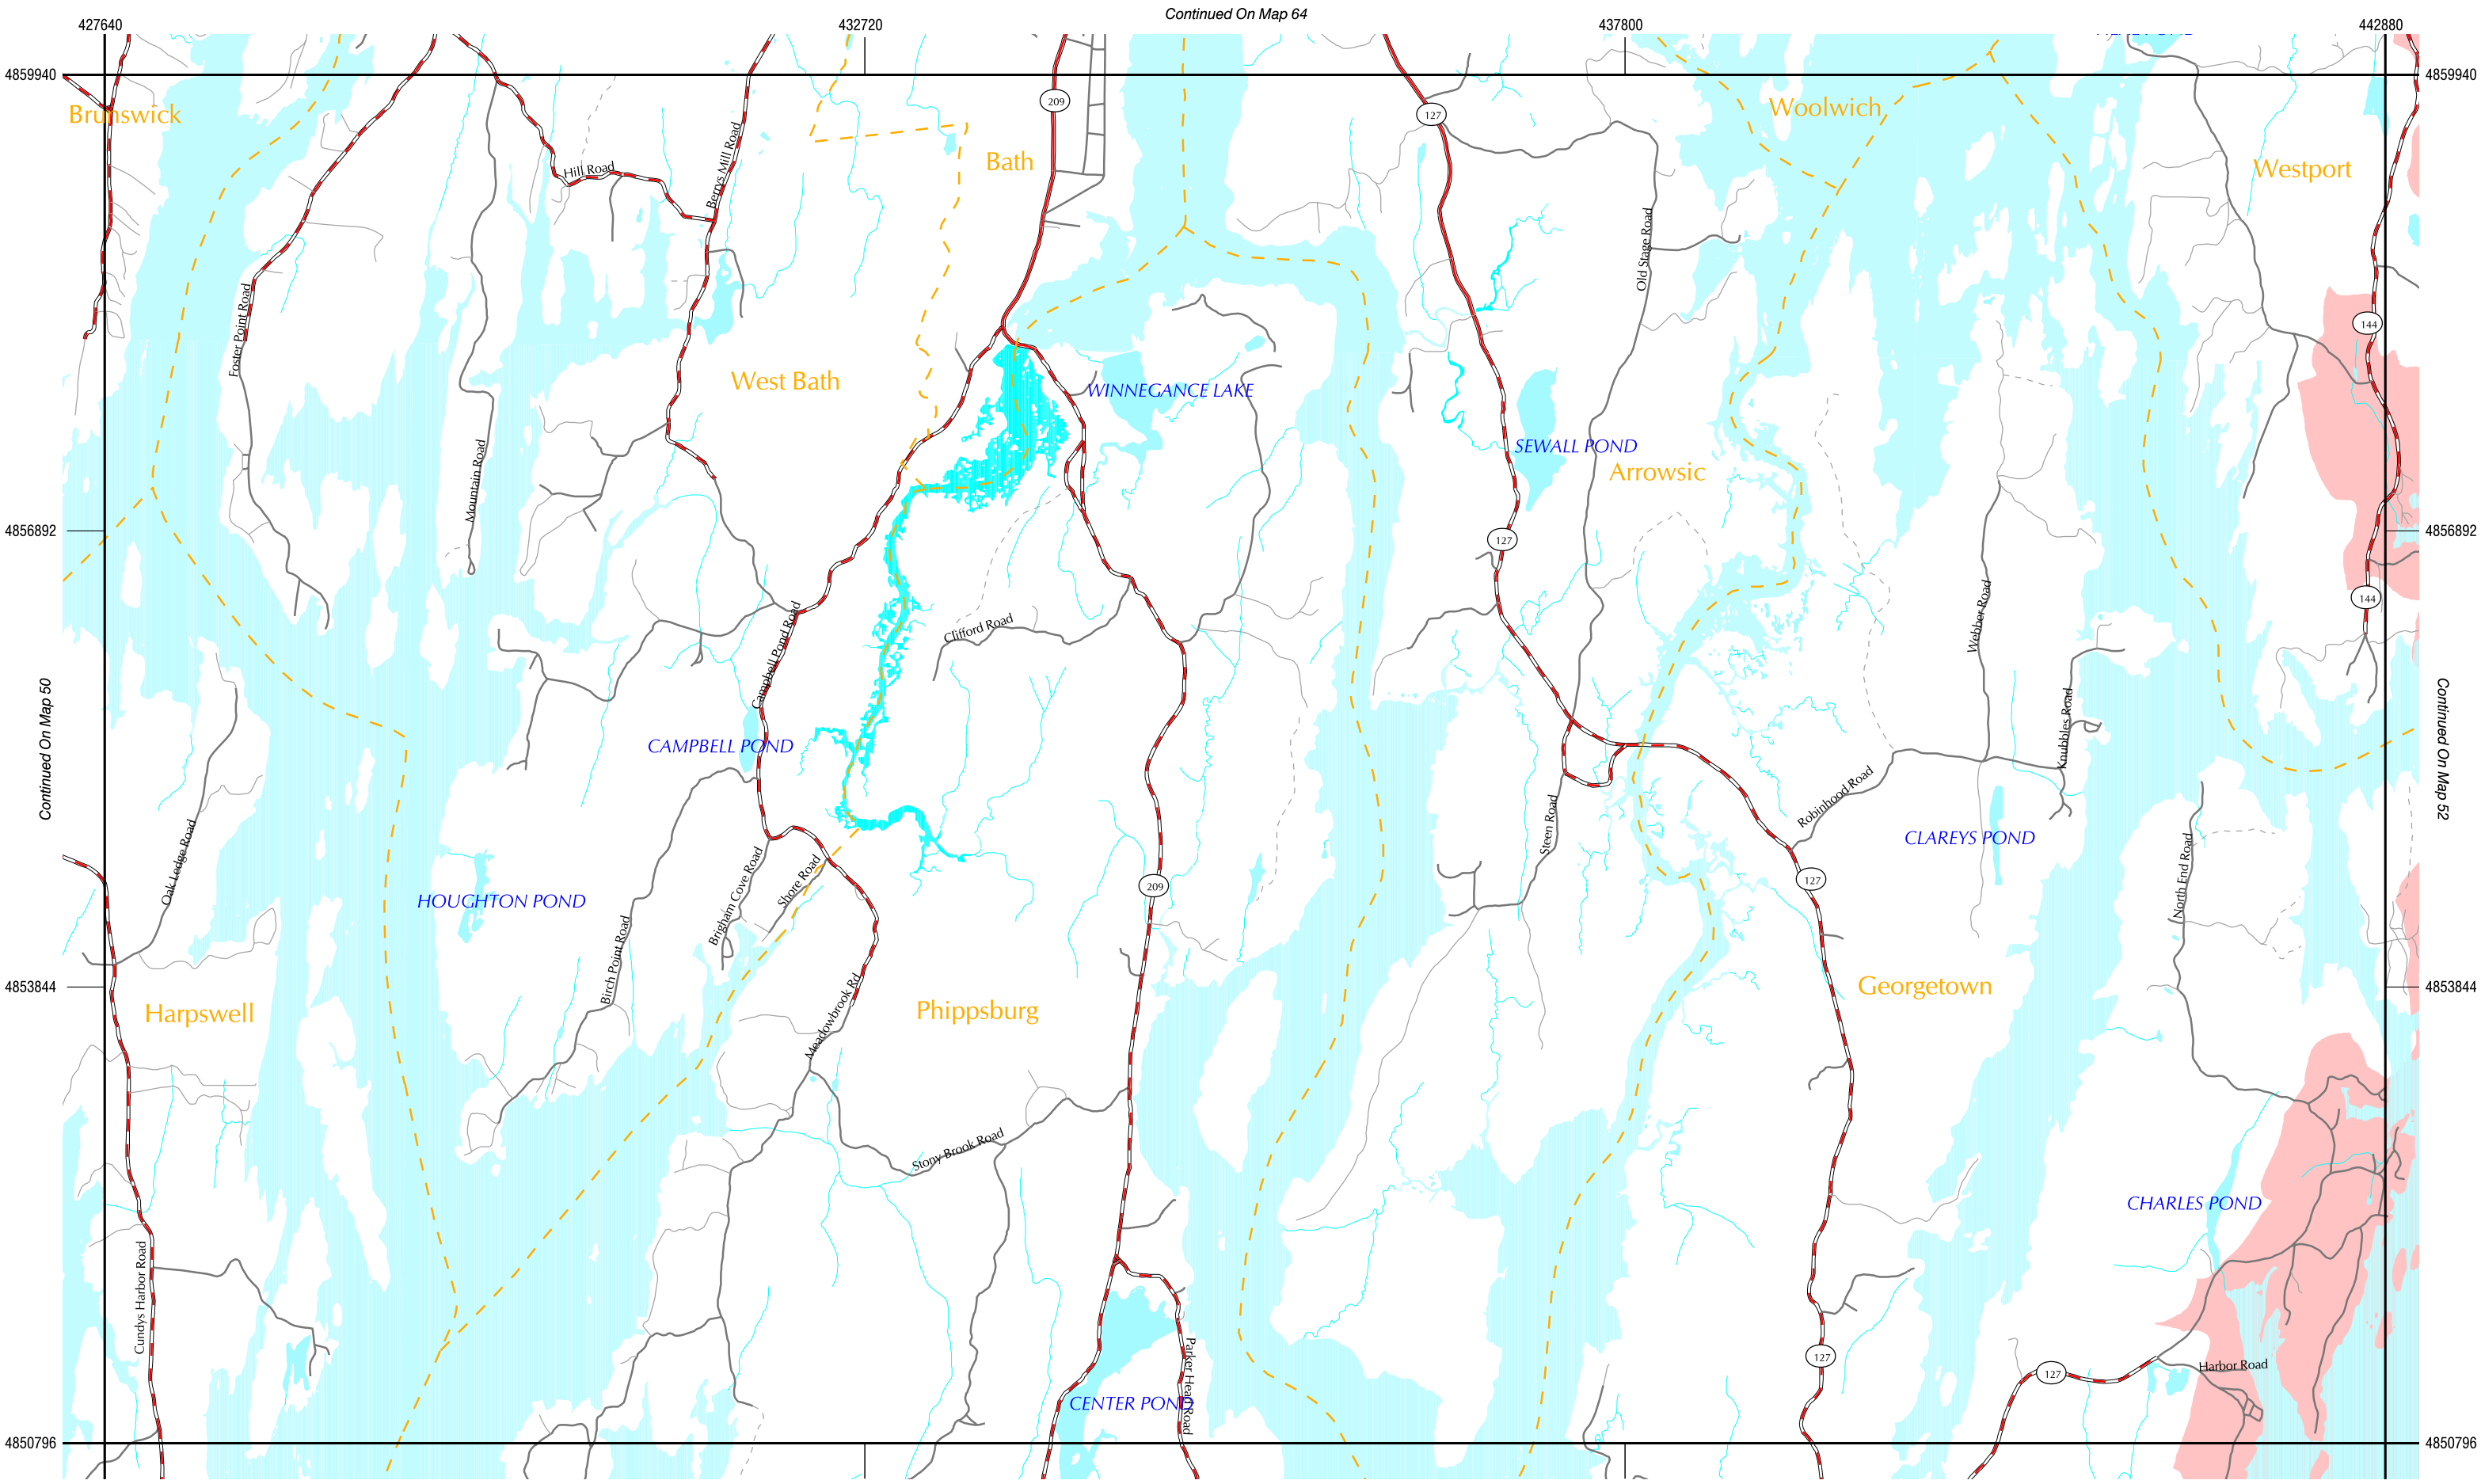 Continued On Map 64
427640
432720
437800
442880
4859940
4859940
Brunswick
209
127
Woolwich
Bath
Westport
Hill Road
Berrys Mill Road
Old Stage Road
Foster Point Road
144
West Bath
WINNEGANCE LAKE
SEWALL POND
Arrowsic
Mountain Road
4856892
4856892
127
144
Webber Road
Clifford Road
Campbell Pond Road
Continued On Map 50
Continued On Map 52
Knubbles Road
CAMPBELL POND
Robinhood Road
Steen Road
CLAREYS POND
Oak Ledge Road
North End Road
Brigham Cove Road
Shore Road
209
127
HOUGHTON POND
Birch Point Road
4853844
4853844
Georgetown
Harpswell
Phippsburg
Meadowbrook Rd
Stony Brook Road
CHARLES POND
Cundys Harbor Road
Parker Head Road
127
Harbor Road
127
CENTER POND
4850796
4850796